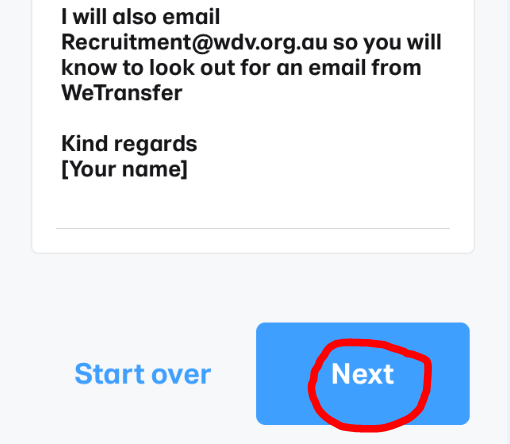 I will also email
Recruitment@wdv.org.au so you will
know to look out for an email from
WeTransfer
Kind regards
[Your name]
Start over
Next